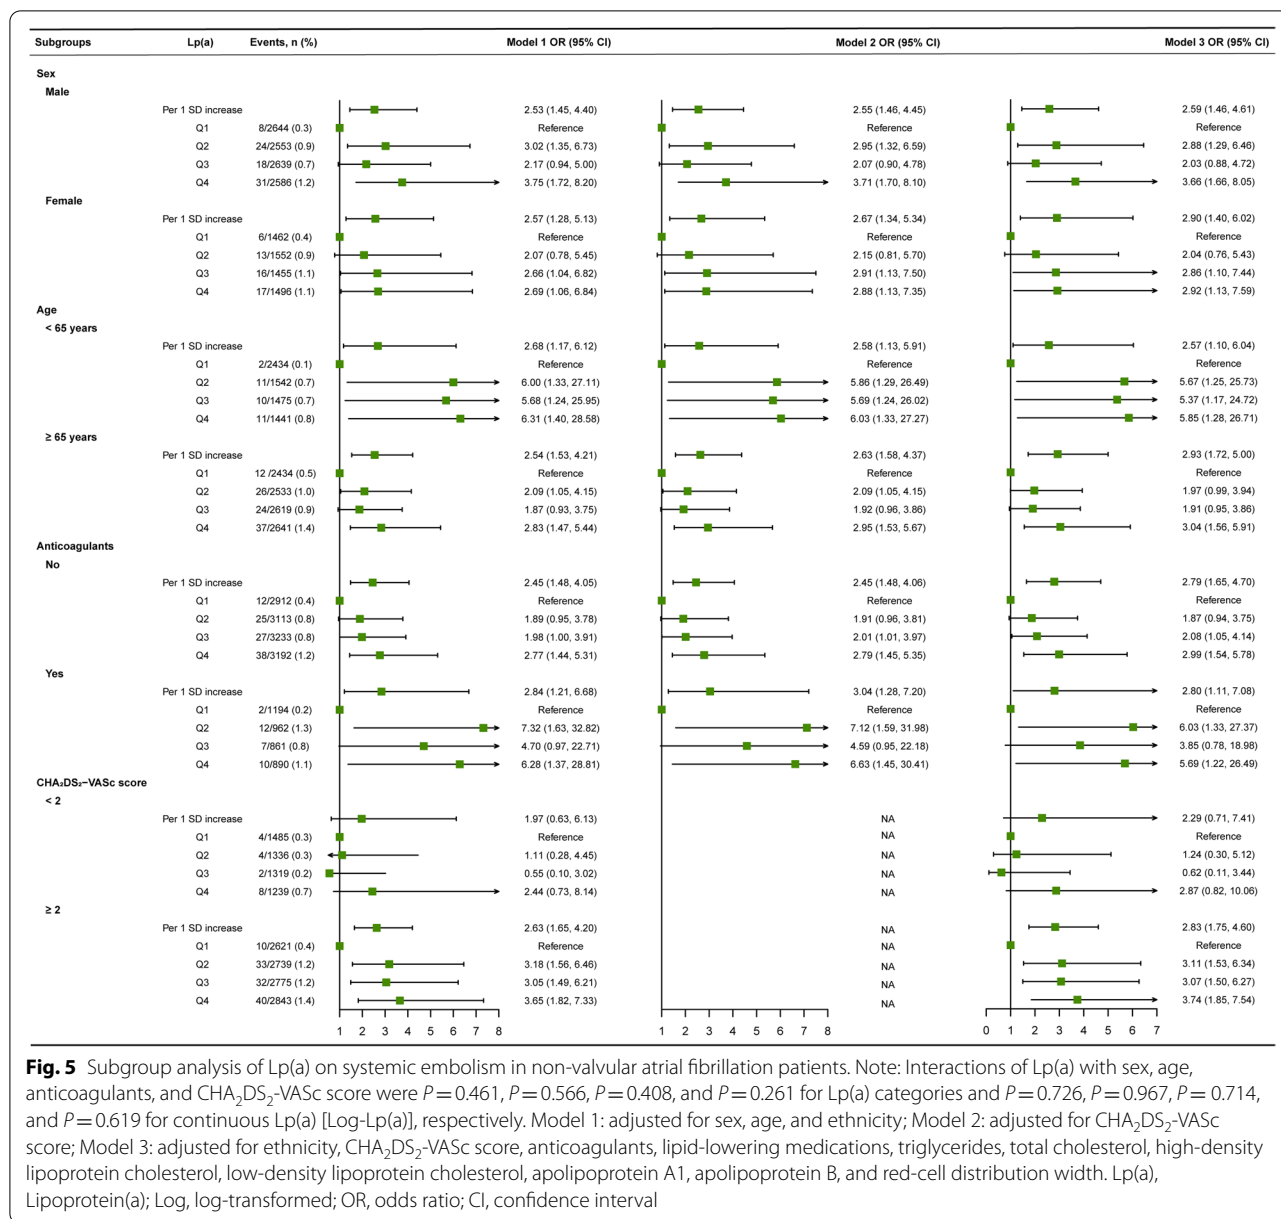 Subgroups Lp(a) Events, n (%) Model 1 OR (95% CI) Model 2 OR (95% CI) Model 3 OR (95% CI)
Sex
Male
Per 1 SD increase 2.53 (1.45, 4.40) 2.55 (1.46, 4.45) 2.59 (1.46, 4.61)
Q1 8/2644 (0.3) Reference Reference Reference
Q2 24/2553 (0.9) 3.02 (1.35, 6.73) 2.95 (1.32, 6.59) 2.88 (1.29, 6.46)
Q3 18/2639 (0.7) 2.17 (0.94, 5.00) 2.07 (0.90, 4.78) 2.03 (0.88, 4.72)
Q4 31/2586 (1.2) 3.75 (1.72, 8.20) 3.71 (1.70, 8.10) 3.66 (1.66, 8.05)
Female
Per 1 SD increase 2.57 (1.28, 5.13) 2.67 (1.34, 5.34) 2.90 (1.40, 6.02)
Q1 6/1462 (0.4) Reference Reference Reference
Q2 13/1552 (0.9) 2.07 (0.78, 5.45) 2.15 (0.81, 5.70) 2.04 (0.76, 5.43)
Q3 16/1455 (1.1) 2.66 (1.04, 6.82) 2.91 (1.13, 7.50) 2.86 (1.10, 7.44)
Q4 17/1496 (1.1) 2.69 (1.06, 6.84) 2.88 (1.13, 7.35) 2.92 (1.13, 7.59)
Age
< 65 years
Per 1 SD increase 2.68 (1.17, 6.12) 2.58 (1.13, 5.91) 2.57 (1.10, 6.04)
Q1 2/2434 (0.1) Reference Reference Reference
Q2 11/1542 (0.7) 6.00 (1.33, 27.11) 5.86 (1.29, 26.49) 5.67 (1.25, 25.73)
Q3 10/1475 (0.7) 5.68 (1.24, 25.95) 5.69 (1.24, 26.02) 5.37 (1.17, 24.72)
Q4 11/1441 (0.8) 6.31 (1.40, 28.58) 6.03 (1.33, 27.27) 5.85 (1.28, 26.71)
≥ 65 years
Per 1 SD increase 2.54 (1.53, 4.21) 2.63 (1.58, 4.37) 2.93 (1.72, 5.00)
Q1 12 /2434 (0.5) Reference Reference Reference
Q2 26/2533 (1.0) 2.09 (1.05, 4.15) 2.09 (1.05, 4.15) 1.97 (0.99, 3.94)
Q3 24/2619 (0.9) 1.87 (0.93, 3.75) 1.92 (0.96, 3.86) 1.91 (0.95, 3.86)
Q4 37/2641 (1.4) 2.83 (1.47, 5.44) 2.95 (1.53, 5.67) 3.04 (1.56, 5.91)
Anticoagulants
No
Per 1 SD increase 2.45 (1.48, 4.05) 2.45 (1.48, 4.06) 2.79 (1.65, 4.70)
Q1 12/2912 (0.4) Reference Reference Reference
Q2 25/3113 (0.8) 1.89 (0.95, 3.78) 1.91 (0.96, 3.81) 1.87 (0.94, 3.75)
Q3 27/3233 (0.8) 1.98 (1.00, 3.91) 2.01 (1.01, 3.97) 2.08 (1.05, 4.14)
Q4 38/3192 (1.2) 2.77 (1.44, 5.31) 2.79 (1.45, 5.35) 2.99 (1.54, 5.78)
Yes
Per 1 SD increase 2.84 (1.21, 6.68) 3.04 (1.28, 7.20) 2.80 (1.11, 7.08)
Q1 2/1194 (0.2) Reference Reference Reference
Q2 12/962 (1.3) 7.32 (1.63, 32.82) 7.12 (1.59, 31.98) 6.03 (1.33, 27.37)
Q3 7/861 (0.8) 4.70 (0.97, 22.71) 4.59 (0.95, 22.18) 3.85 (0.78, 18.98)
Q4 10/890 (1.1) 6.28 (1.37, 28.81) 6.63 (1.45, 30.41) 5.69 (1.22, 26.49)
CHA₂DS₂−VASc score
< 2
Per 1 SD increase 1.97 (0.63, 6.13) NA 2.29 (0.71, 7.41)
Q1 4/1485 (0.3) Reference NA Reference
Q2 4/1336 (0.3) 1.11 (0.28, 4.45) NA 1.24 (0.30, 5.12)
Q3 2/1319 (0.2) 0.55 (0.10, 3.02) NA 0.62 (0.11, 3.44)
Q4 8/1239 (0.7) 2.44 (0.73, 8.14) NA 2.87 (0.82, 10.06)
≥ 2
Per 1 SD increase 2.63 (1.65, 4.20) NA 2.83 (1.75, 4.60)
Q1 10/2621 (0.4) Reference NA Reference
Q2 33/2739 (1.2) 3.18 (1.56, 6.46) NA 3.11 (1.53, 6.34)
Q3 32/2775 (1.2) 3.05 (1.49, 6.21) NA 3.07 (1.50, 6.27)
Q4 40/2843 (1.4) 3.65 (1.82, 7.33) NA 3.74 (1.85, 7.54)
1 2 3 4 5 6 7 8 1 2 3 4 5 6 7 8 0 1 2 3 4 5 6 7
Fig. 5 Subgroup analysis of Lp(a) on systemic embolism in non-valvular atrial fibrillation patients. Note: Interactions of Lp(a) with sex, age,
anticoagulants, and CHA₂DS₂-VASc score were P = 0.461, P = 0.566, P = 0.408, and P = 0.261 for Lp(a) categories and P = 0.726, P = 0.967, P = 0.714,
and P = 0.619 for continuous Lp(a) [Log-Lp(a)], respectively. Model 1: adjusted for sex, age, and ethnicity; Model 2: adjusted for CHA₂DS₂-VASc
score; Model 3: adjusted for ethnicity, CHA₂DS₂-VASc score, anticoagulants, lipid-lowering medications, triglycerides, total cholesterol, high-density
lipoprotein cholesterol, low-density lipoprotein cholesterol, apolipoprotein A1, apolipoprotein B, and red-cell distribution width. Lp(a),
Lipoprotein(a); Log, log-transformed; OR, odds ratio; CI, confidence interval